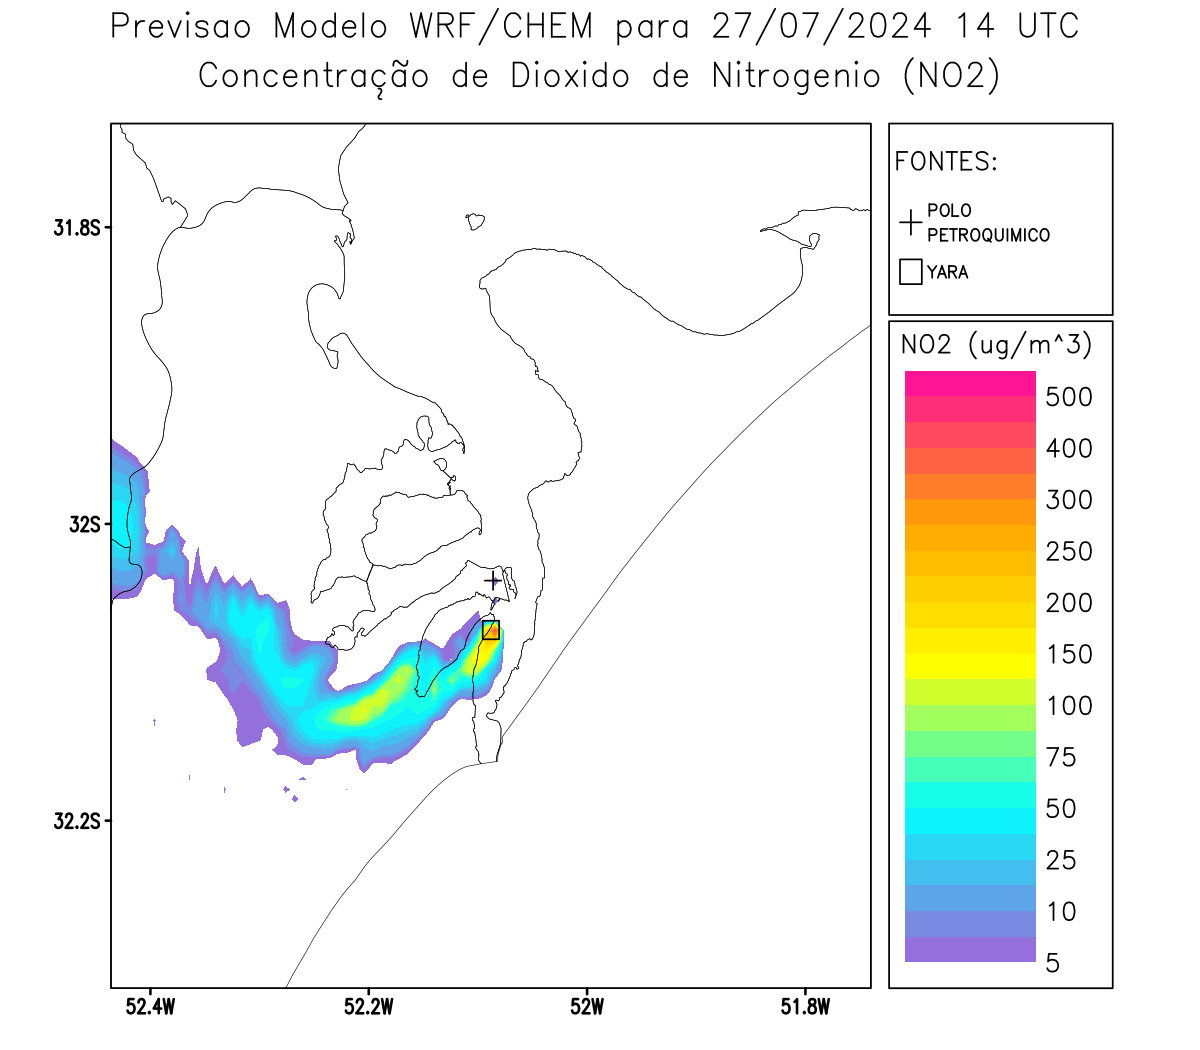 Previsao Modelo WRF/CHEM para 27/07/2024 14 UTC
Concentração de Dioxido de Nitrogenio (NO2)
FONTES:
POLO
PETROQUIMICO
YARA
NO2 (ug/m^3)
500
400
300
250
200
150
100
75
50
25
10
5
31.8S
32S
32.2S
52.4W
52.2W
52W
51.8W